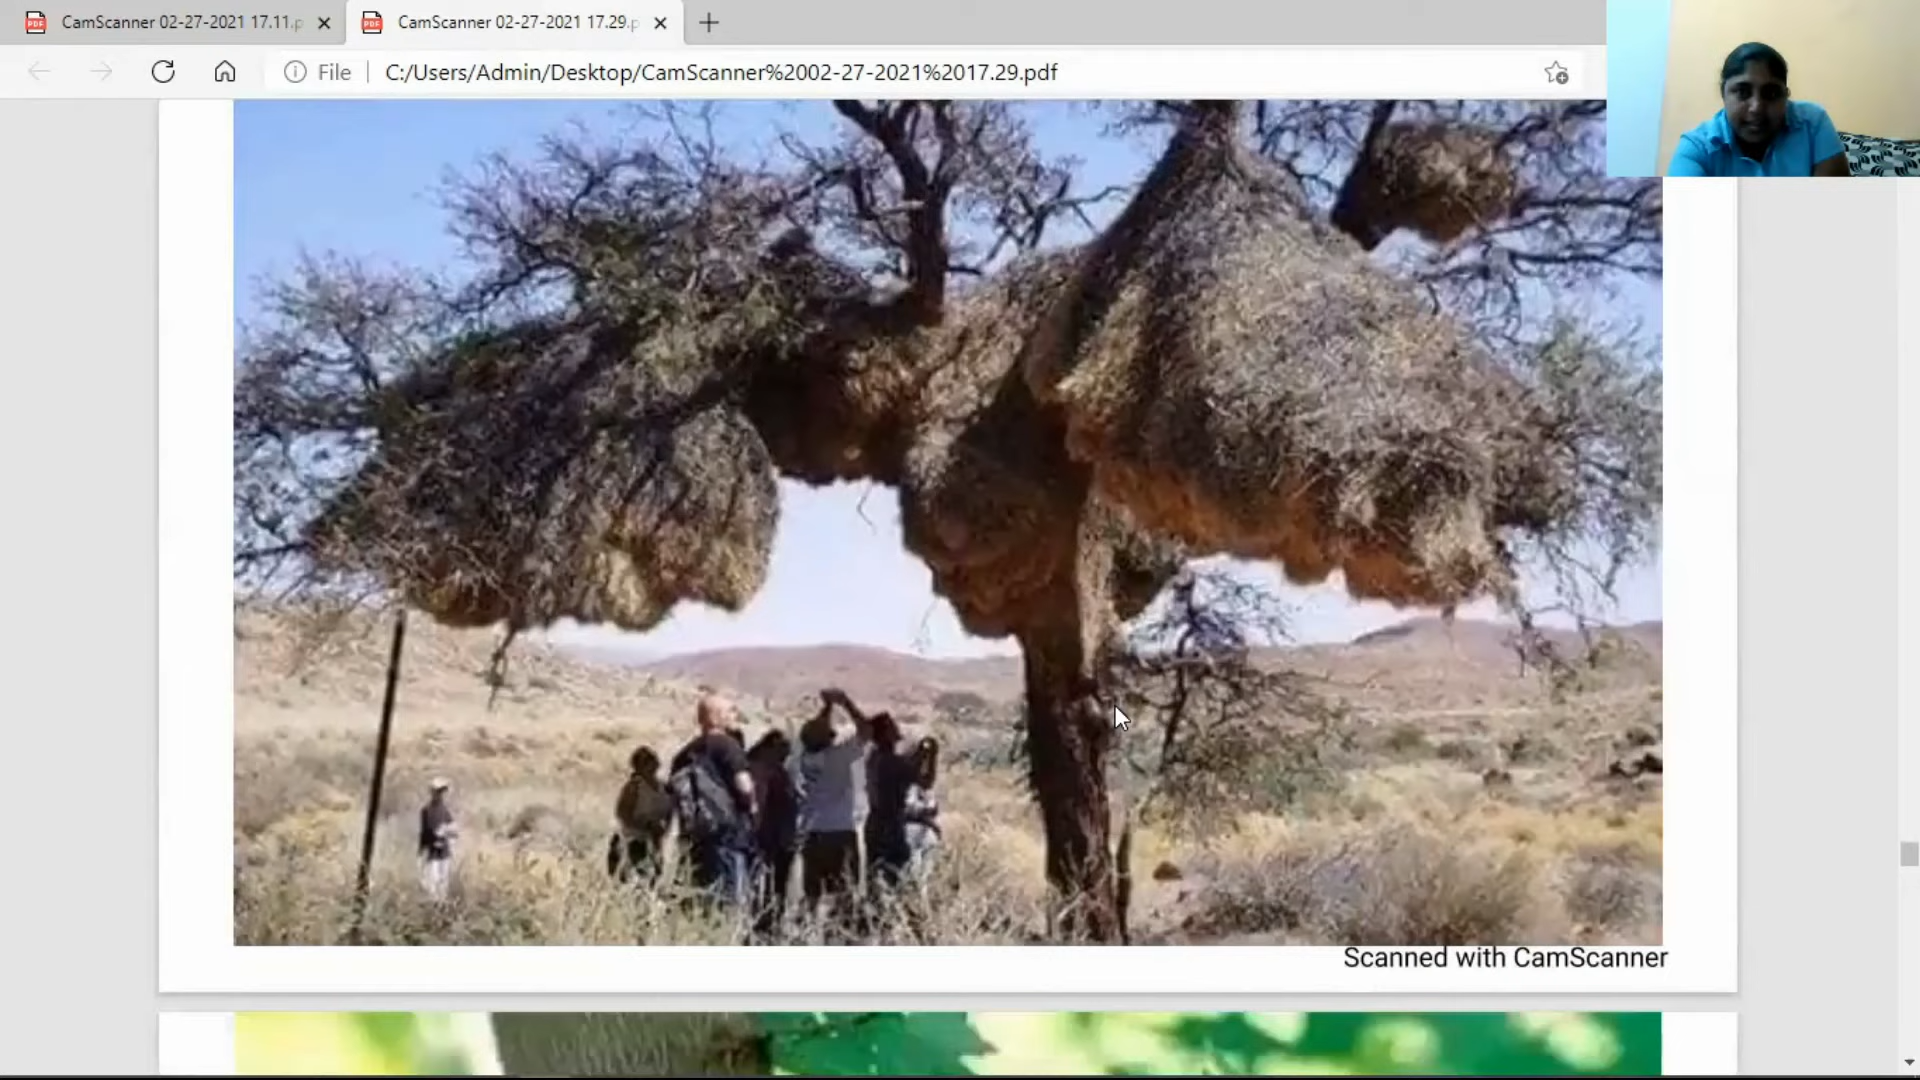 CamScanner 02-27-2021 17.11.p
CamScanner 02-27-2021 17.29.p
File
C:/Users/Admin/Desktop/CamScanner%2002-27-2021%2017.29.pdf
Scanned with CamScanner